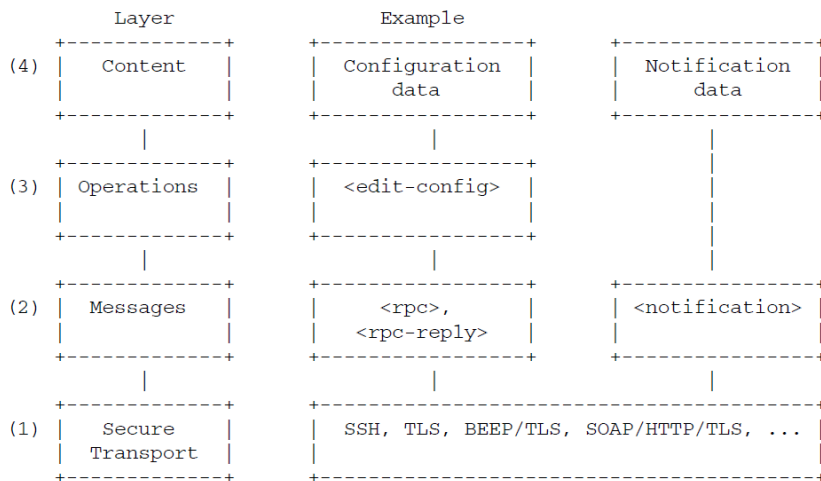 Layer Example
(4) Content Configuration data Notification data
(3) Operations <edit-config>
(2) Messages <rpc>, <rpc-reply> <notification>
(1) Secure Transport SSH, TLS, BEEP/TLS, SOAP/HTTP/TLS, ...